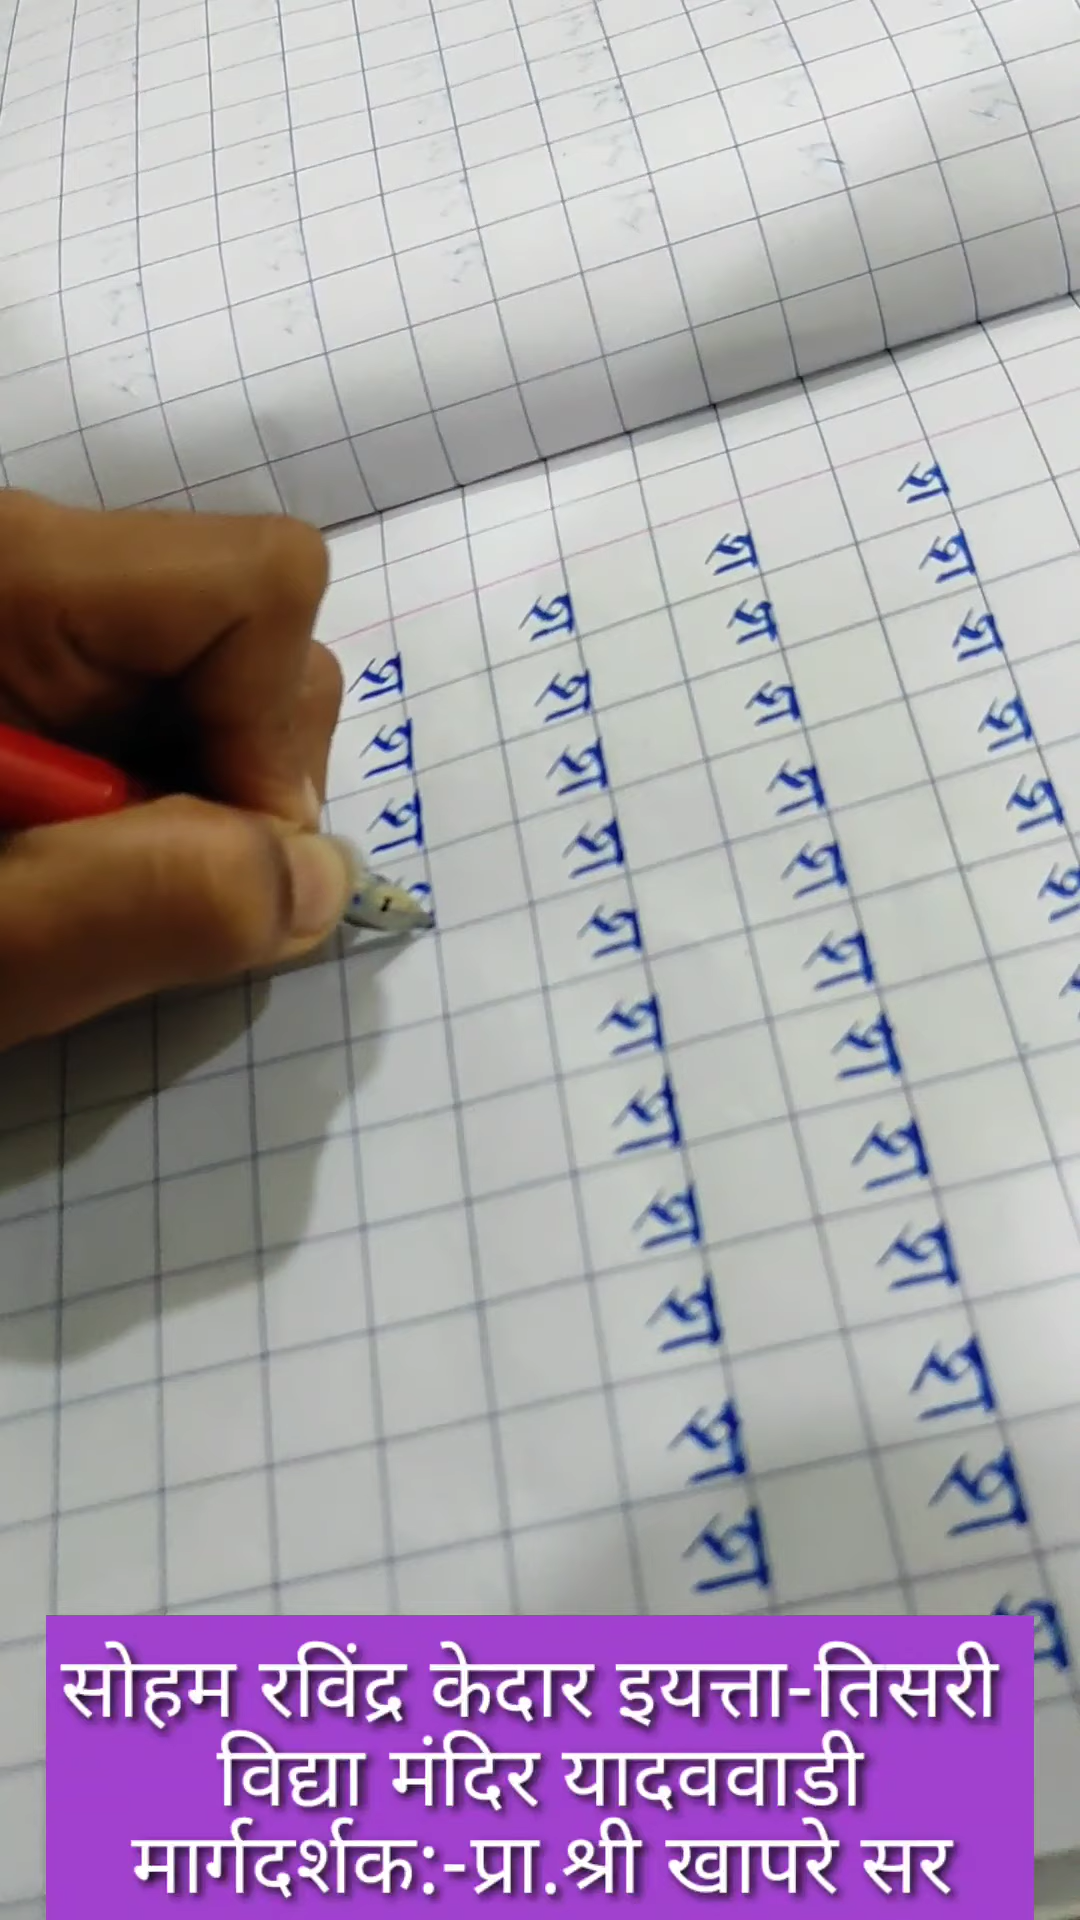 श श श श श श
श श श श श श श श श श श श
श श श श श श श श श श श
श श श
सोहम रविंद्र केदार इयत्ता-तिसरी
विद्या मंदिर यादववाडी
मार्गदर्शक:-प्रा.श्री खापरे सर